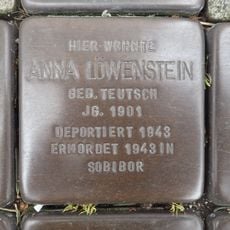 HIER WOHNTE
ANNA LÖWENSTEIN
GEB. TEUTSCH
JG. 1901
DEPORTIERT 1943
ERMORDET 1943 IN
SOBIBOR